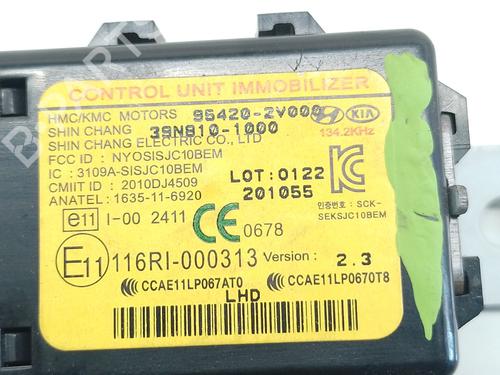 CONTROL UNIT IMMOBILIZER
HMC/KMC MOTORS 95420-2V000
KIA
SHIN CHANG 39N810-1000 134.2KHz
SHIN CHANG ELECTRIC CO., LTD
FCC ID : NYOSISJC10BEM
IC : 3109A-SISJC10BEM LOT:0122
CMIIT ID : 2010DJ4509 201055
ANATEL : 1635-11-6920 인증번호 : SCK-
SEKSJC10BEM
e11 I-00 2411 CE 0678
E11 116RI-000313 Version : 2.3
CCAE11LP067AT0 CCAE11LP0670T8
LHD